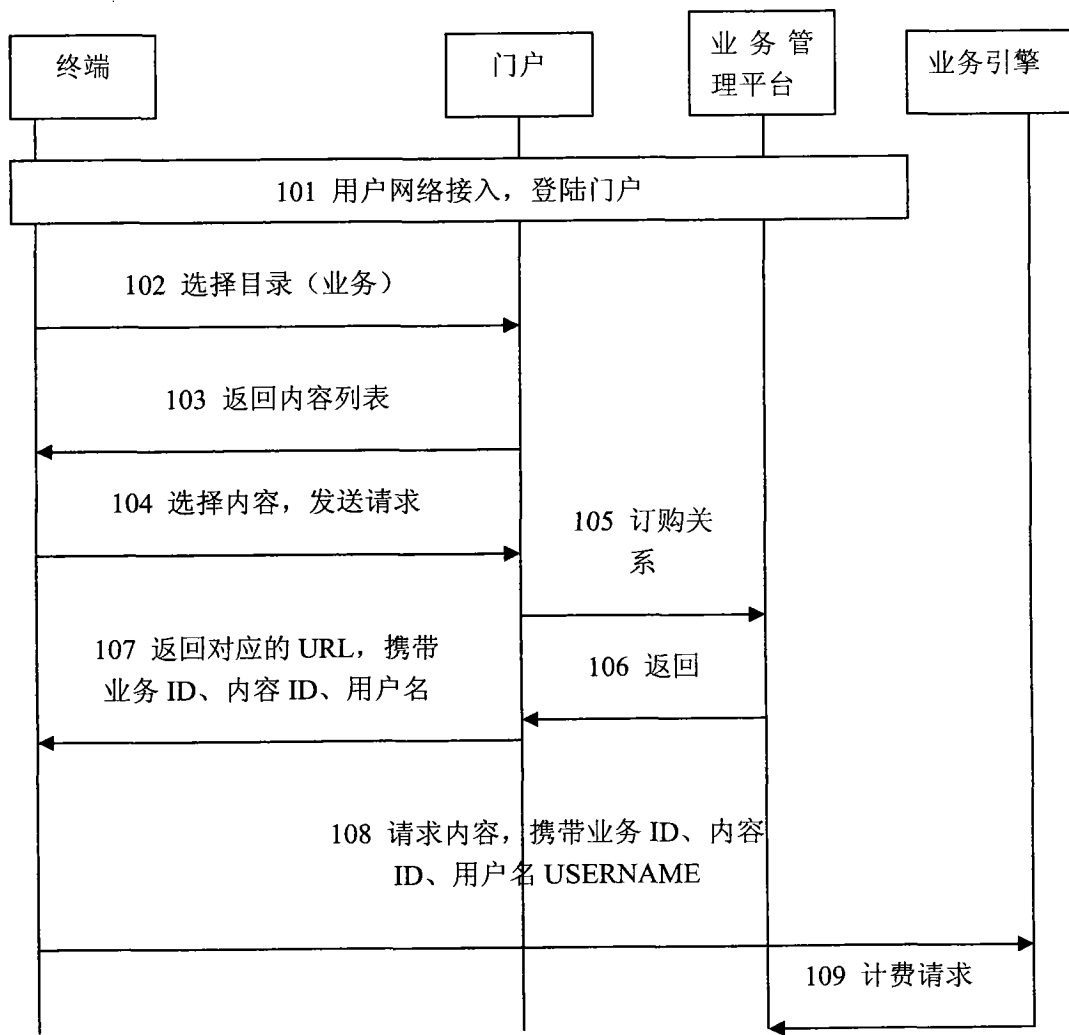 终端
门户
业 务 管
理平台
业务引擎
101 用户网络接入，登陆门户
102 选择目录（业务）
103 返回内容列表
104 选择内容，发送请求
105 订购关
系
107 返回对应的 URL，携带
业务 ID、内容 ID、用户名
106 返回
108 请求内容，携带业务 ID、内容
ID、用户名 USERNAME
109 计费请求